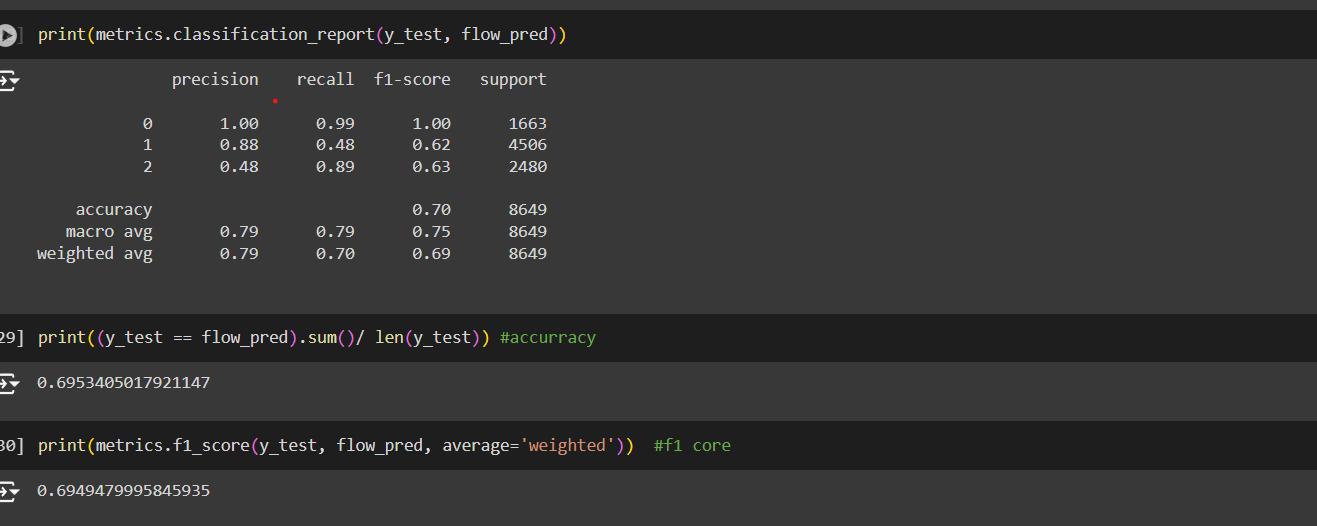 print(metrics.classification_report(y_test, flow_pred))
precision recall f1-score support
0 1.00 0.99 1.00 1663
1 0.88 0.48 0.62 4506
2 0.48 0.89 0.63 2480
accuracy 0.70 8649
macro avg 0.79 0.79 0.75 8649
weighted avg 0.79 0.70 0.69 8649
29] print((y_test == flow_pred).sum()/ len(y_test)) #accurracy
0.6953405017921147
30] print(metrics.f1_score(y_test, flow_pred, average='weighted')) #f1 core
0.6949479995845935